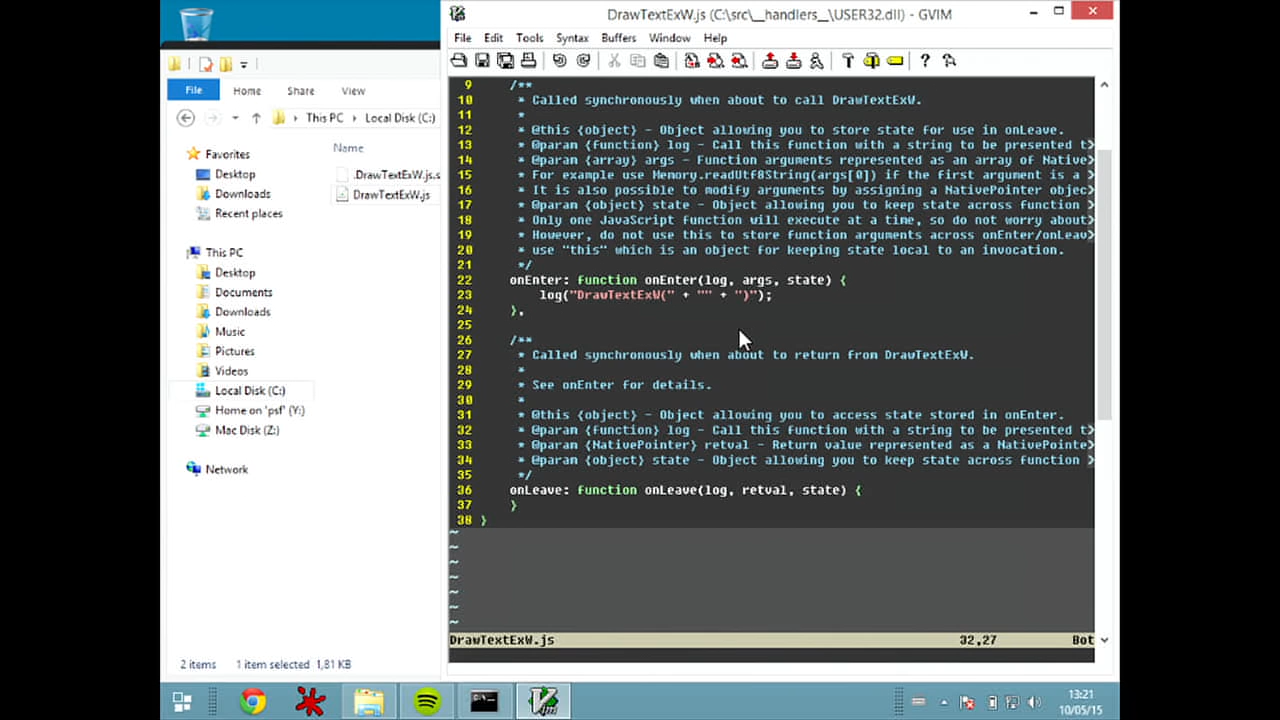 DrawTextExW.js (C:\src\__handlers__\USER32.dll) - GVIM
File Edit Tools Syntax Buffers Window Help
File Home Share View
This PC Local Disk (C:)
Name
.DrawTextExW.js.s
DrawTextExW.js
Favorites
Desktop
Downloads
Recent places
This PC
Desktop
Documents
Downloads
Music
Pictures
Videos
Local Disk (C:)
Home on 'psf' (Y:)
Mac Disk (Z:)
Network
2 items 1 item selected 1,81 KB
9 /**
10 * Called synchronously when about to call DrawTextExW.
11 *
12 * @this {object} - Object allowing you to store state for use in onLeave.
13 * @param {function} log - Call this function with a string to be presented t>
14 * @param {array} args - Function arguments represented as an array of Native>
15 * For example use Memory.readUtf8String(args[0]) if the first argument is a >
16 * It is also possible to modify arguments by assigning a NativePointer objec>
17 * @param {object} state - Object allowing you to keep state across function >
18 * Only one JavaScript function will execute at a time, so do not worry about>
19 * However, do not use this to store function arguments across onEnter/onLeav>
20 * use "this" which is an object for keeping state local to an invocation.
21 */
22 onEnter: function onEnter(log, args, state) {
23 log("DrawTextExW(" + "" + ")");
24 },
25
26 /**
27 * Called synchronously when about to return from DrawTextExW.
28 *
29 * See onEnter for details.
30 *
31 * @this {object} - Object allowing you to access state stored in onEnter.
32 * @param {function} log - Call this function with a string to be presented t>
33 * @param {NativePointer} retval - Return value represented as a NativePointe>
34 * @param {object} state - Object allowing you to keep state across function >
35 */
36 onLeave: function onLeave(log, retval, state) {
37 }
38 }
~
~
~
~
~
~
~
DrawTextExW.js 32,27 Bot
13:21
10/05/15